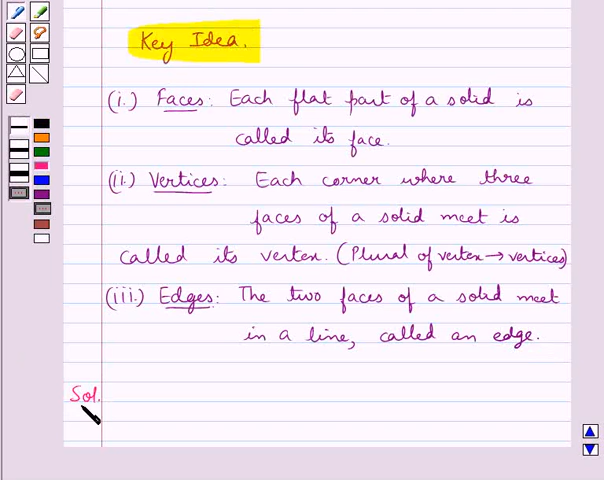 Key Idea.
(i.) Faces: Each flat part of a solid is
called its face.
(ii.) Vertices: Each corner where three
faces of a solid meet is
called its vertex. (Plural of vertex → vertices)
(iii.) Edges: The two faces of a solid meet
in a line, called an edge.
Sol.